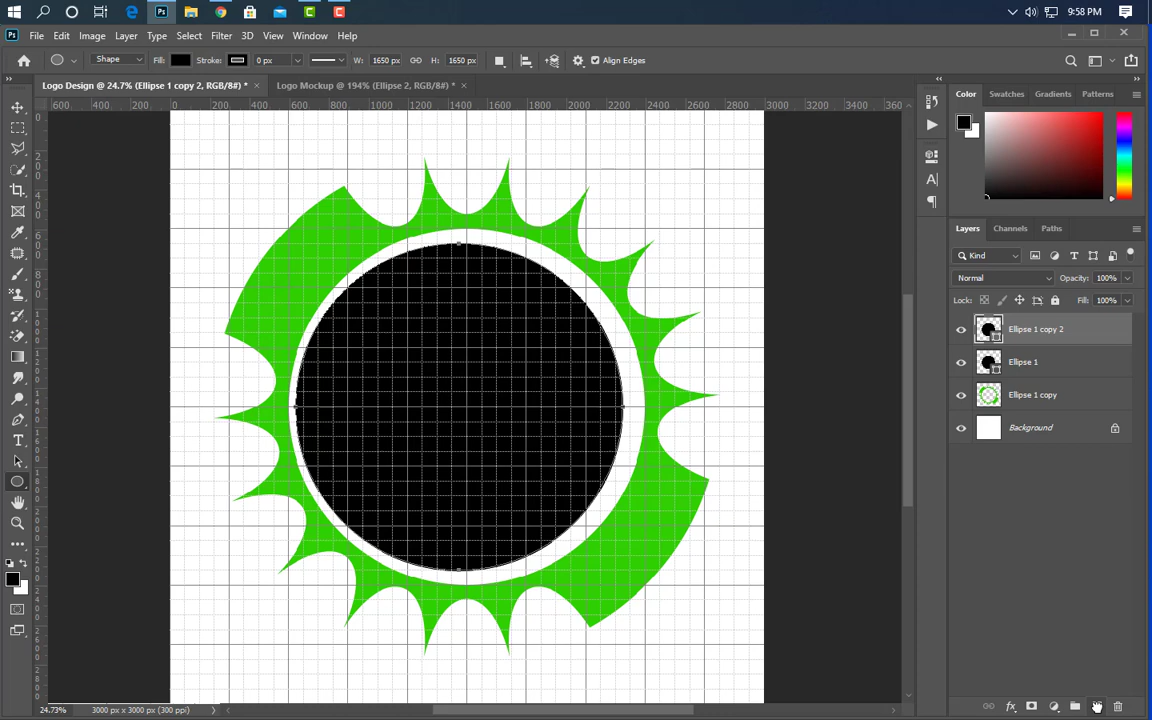 9:58 PM
File Edit Image Layer Type Select Filter 3D View Window Help
Shape Fill: Stroke: 0 px W: 1650 px H: 1650 px Align Edges
Logo Design @ 24.7% (Ellipse 1 copy 2, RGB/8#) * × Logo Mockup @ 194% (Ellipse 2, RGB/8#) * ×
600 400 200 0 200 400 600 800 1000 1200 1400 1600 1800 2000 2200 2400 2600 2800 3000 3200 3400
Color Swatches Gradients Patterns
Layers Channels Paths
Kind
Normal Opacity: 100%
Lock: Fill: 100%
Ellipse 1 copy 2
Ellipse 1
Ellipse 1 copy
Background
24.73% 3000 px x 3000 px (300 ppi)